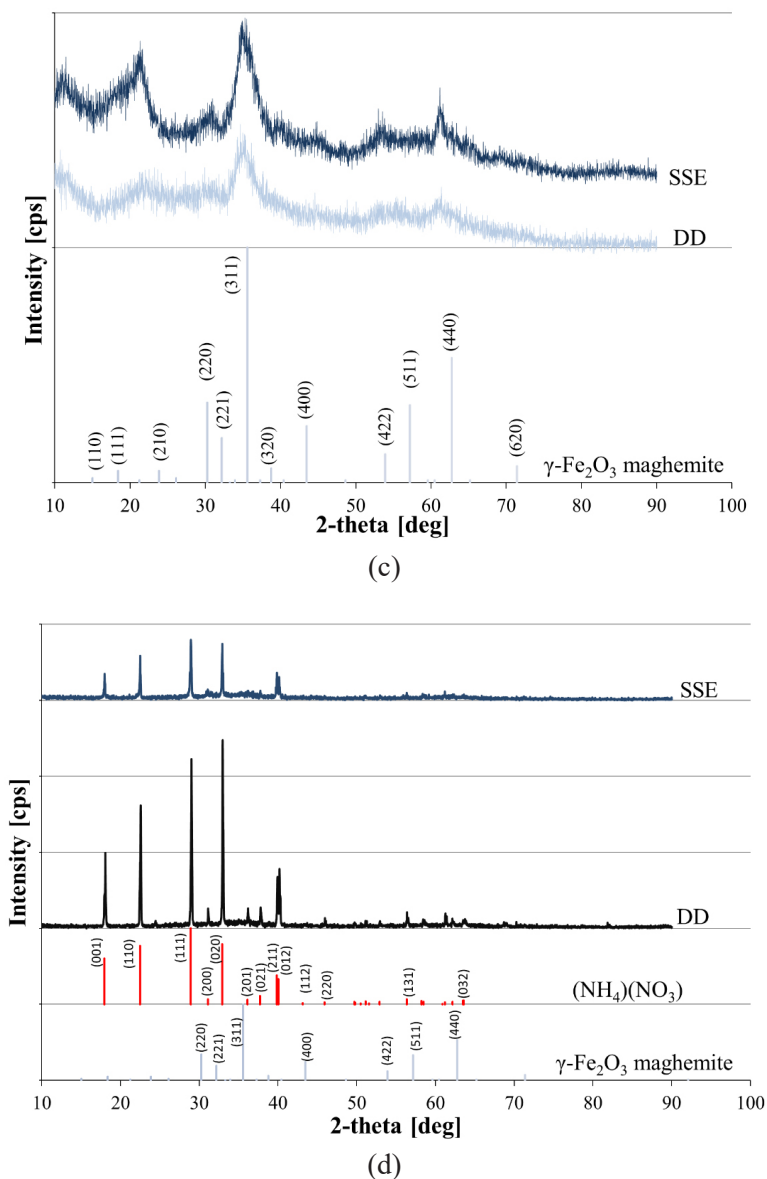 SSE
DD
Intensity [cps]
(311)
(440)
(220)
(511)
(400)
(221)
(422)
(110)
(111)
(210)
(320)
(620)
γ-Fe₂O₃ maghemite
10 20 30 40 50 60 70 80 90 100
2-theta [deg]
(c)
SSE
Intensity [cps]
DD
(001)
(110)
(111)
(200)
(020)
(201)
(021)
(211)
(012)
(112)
(220)
(131)
(032)
(NH₄)(NO₃)
(220)
(221)
(311)
(400)
(422)
(511)
(440)
γ-Fe₂O₃ maghemite
10 20 30 40 50 60 70 80 90 100
2-theta [deg]
(d)